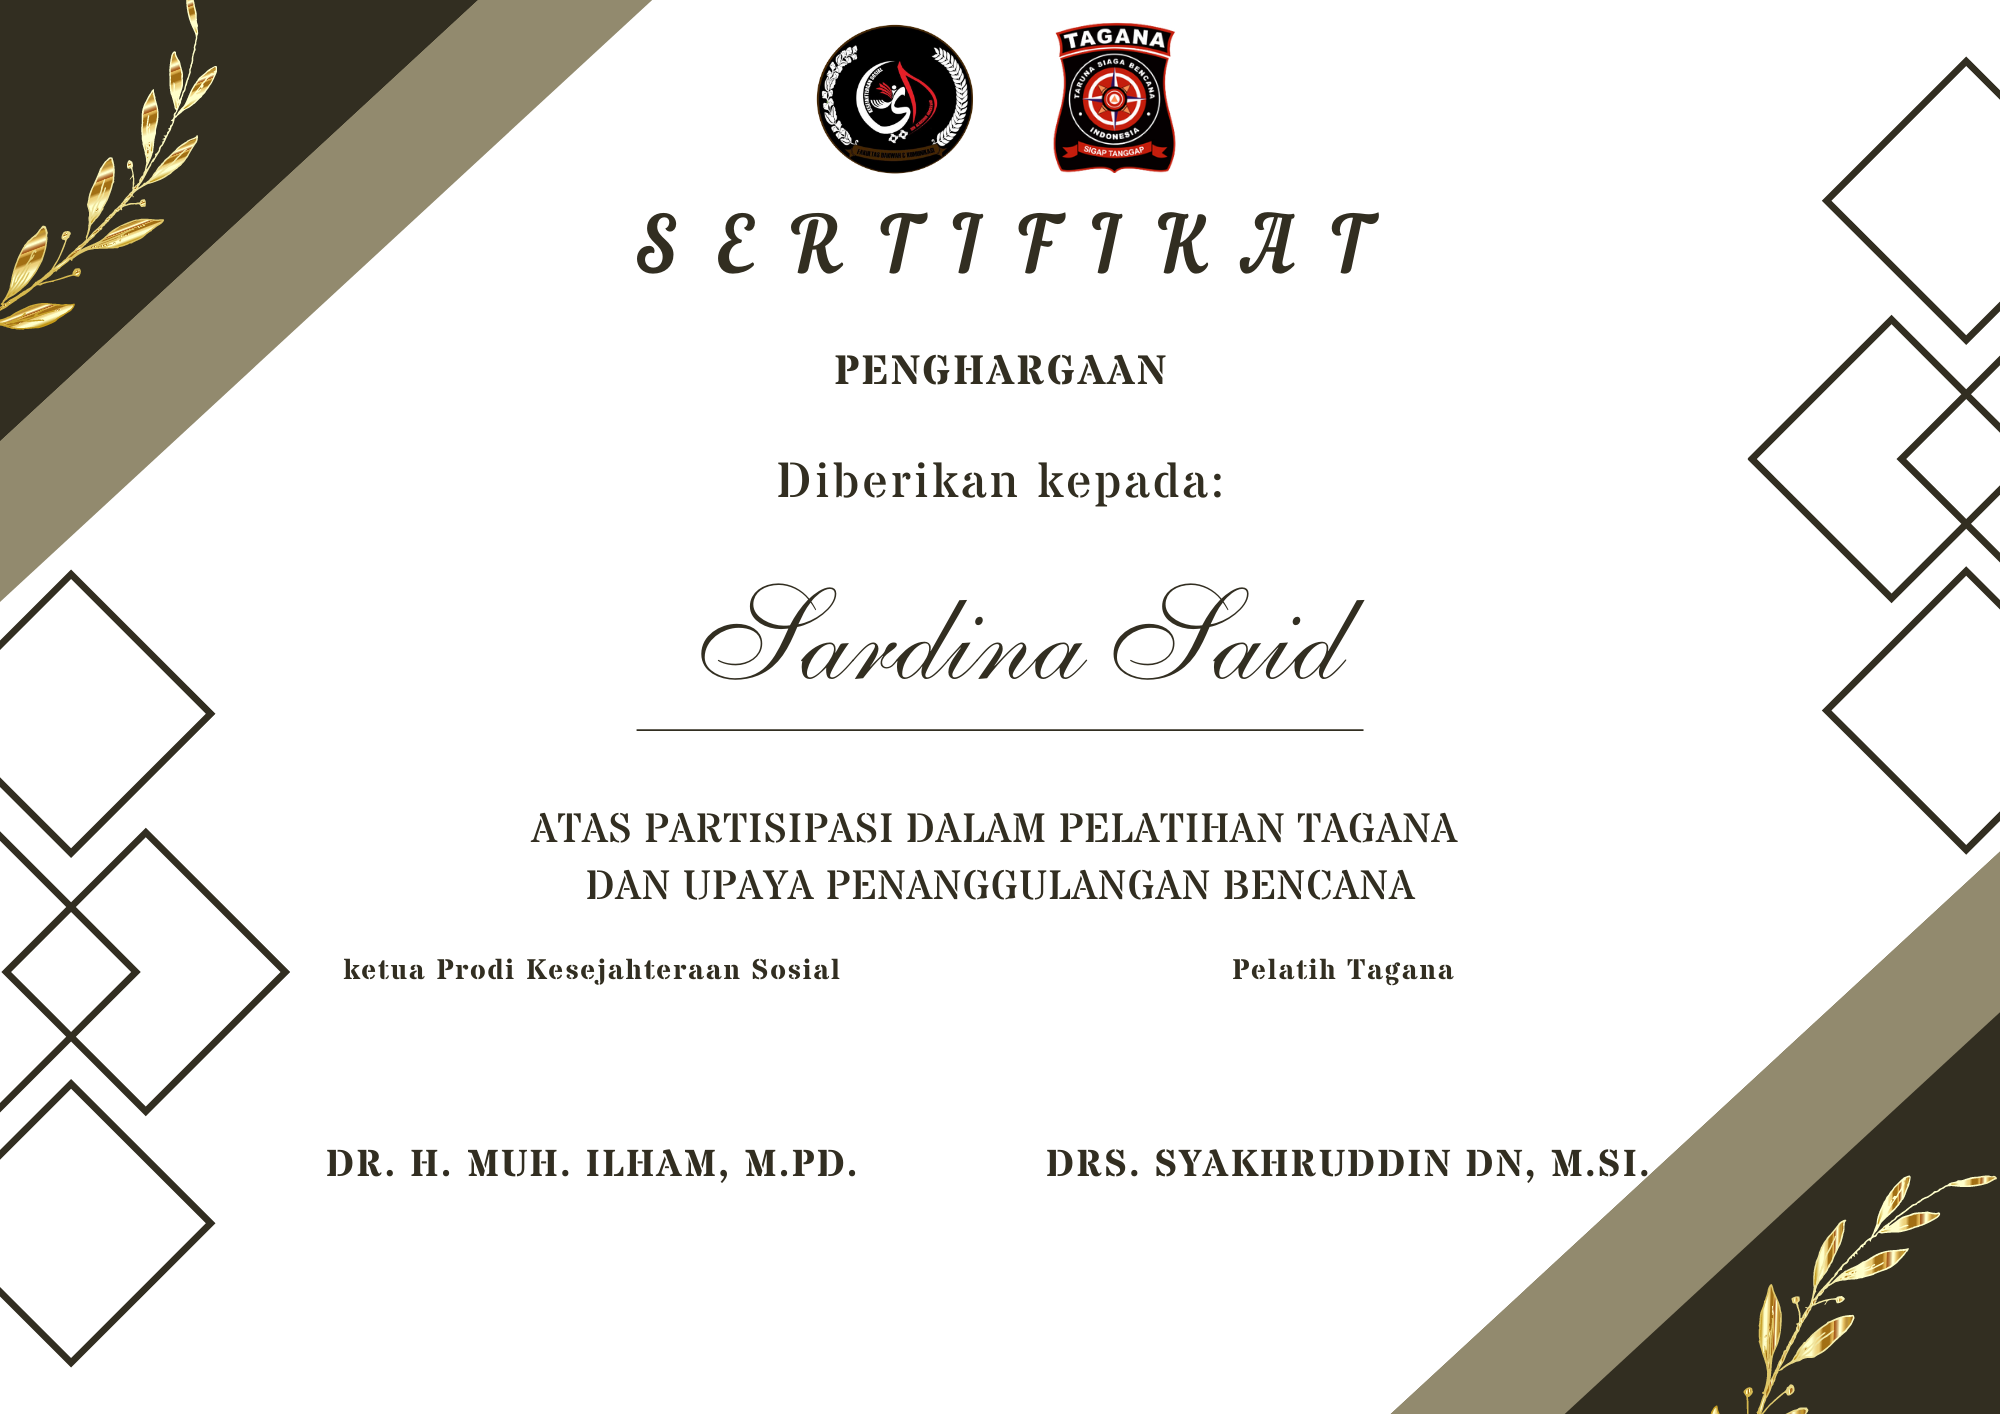 TAGANA
TARUNA SIAGA BENCANA
INDONESIA
SIGAP TANGGAP
SERTIFIKAT
PENGHARGAAN
Diberikan kepada:
Sardina Said
ATAS PARTISIPASI DALAM PELATIHAN TAGANA
DAN UPAYA PENANGGULANGAN BENCANA
ketua Prodi Kesejahteraan Sosial
Pelatih Tagana
DR. H. MUH. ILHAM, M.PD.
DRS. SYAKHRUDDIN DN, M.SI.